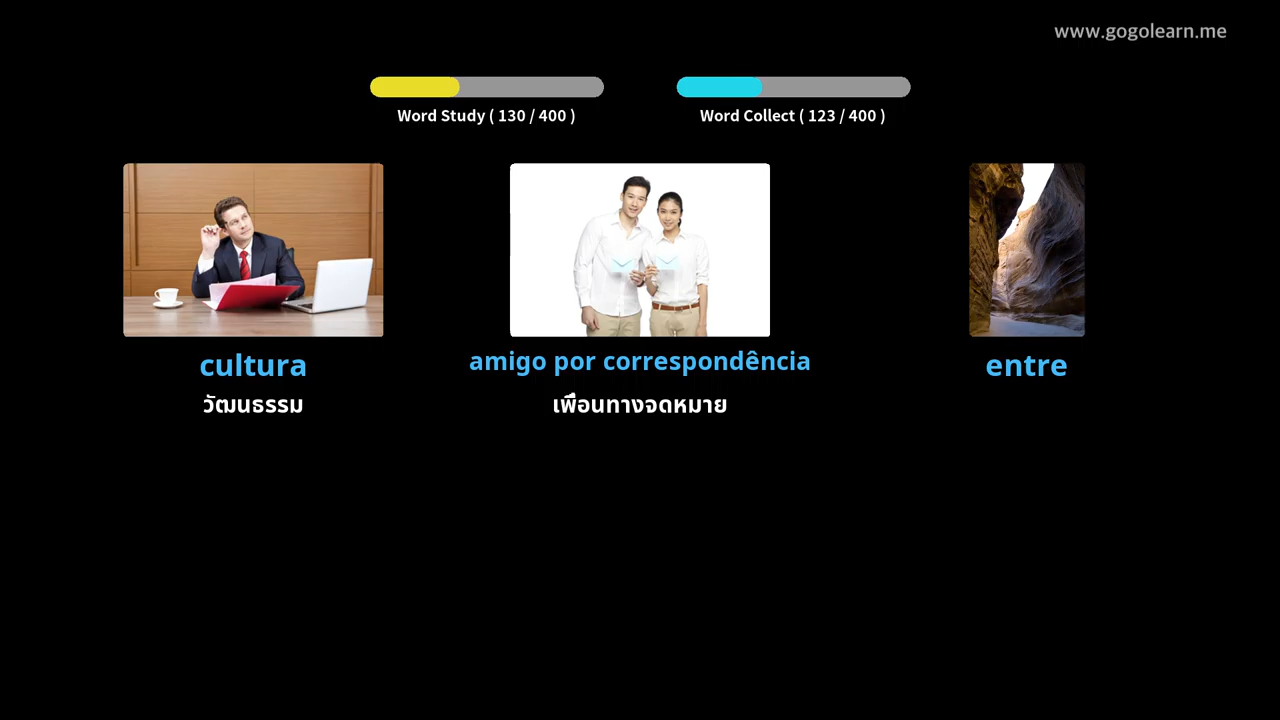 www.gogolearn.me
Word Study ( 130 / 400 )
Word Collect ( 123 / 400 )
cultura
วัฒนธรรม
amigo por correspondência
เพื่อนทางจดหมาย
entre